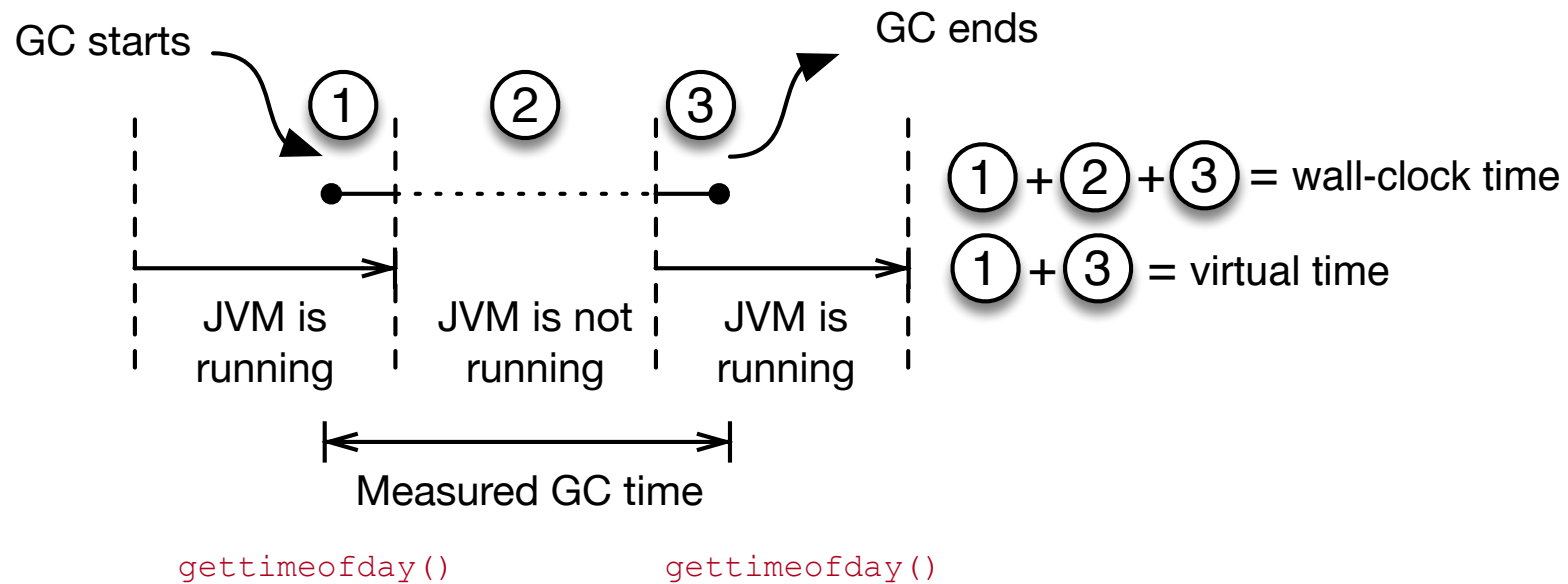 GC starts
GC ends
1
2
3
1 + 2 + 3 = wall-clock time
1 + 3 = virtual time
JVM is
running
JVM is not
running
JVM is
running
Measured GC time
gettimeofday()
gettimeofday()